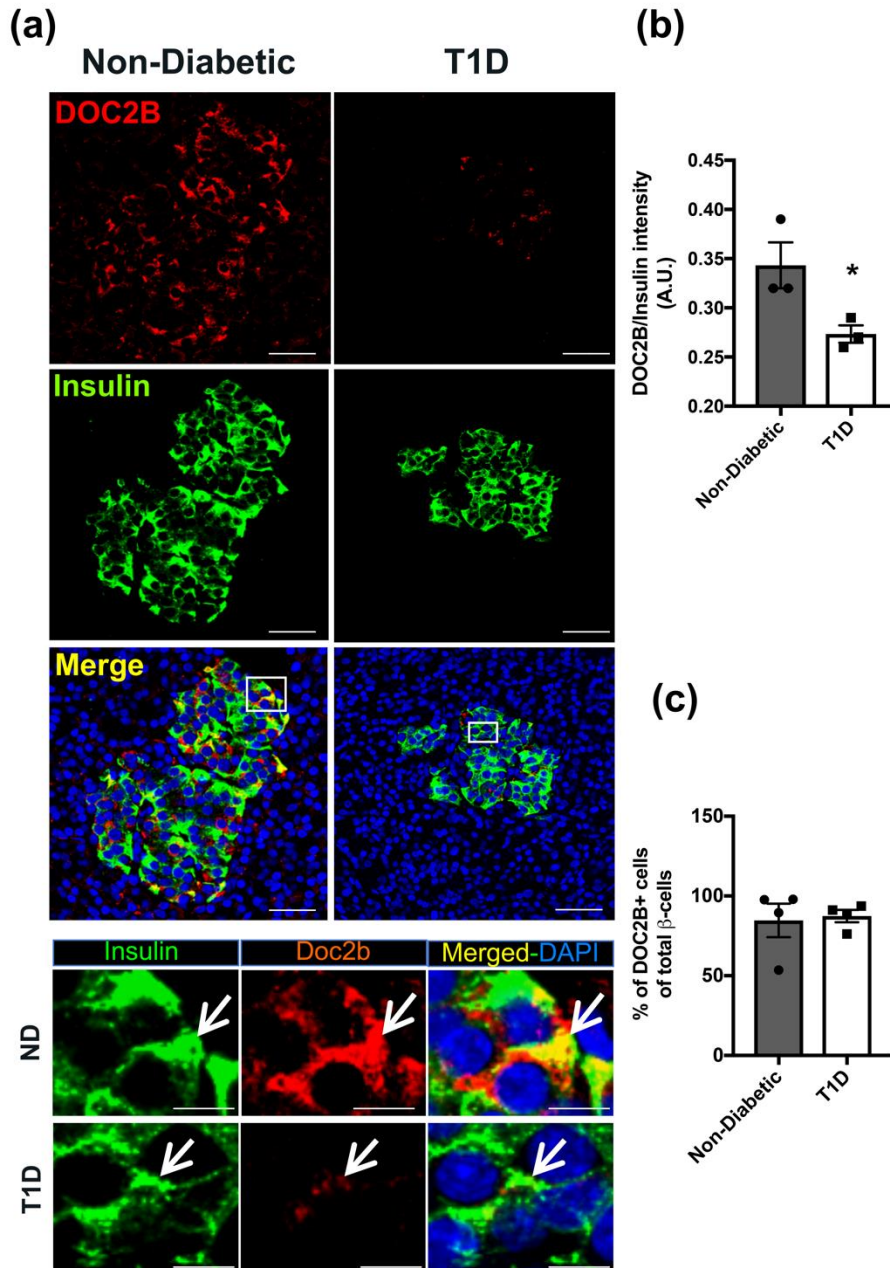 (a)
Non-Diabetic T1D
DOC2B
Insulin
Merge
Insulin Doc2b Merged-DAPI
ND
T1D
(b)
DOC2B/Insulin intensity
(A.U.)
0.45
0.40
0.35
0.30
0.25
0.20
*
Non-Diabetic
T1D
(c)
% of DOC2B+ cells
of total β-cells
150
100
50
0
Non-Diabetic
T1D